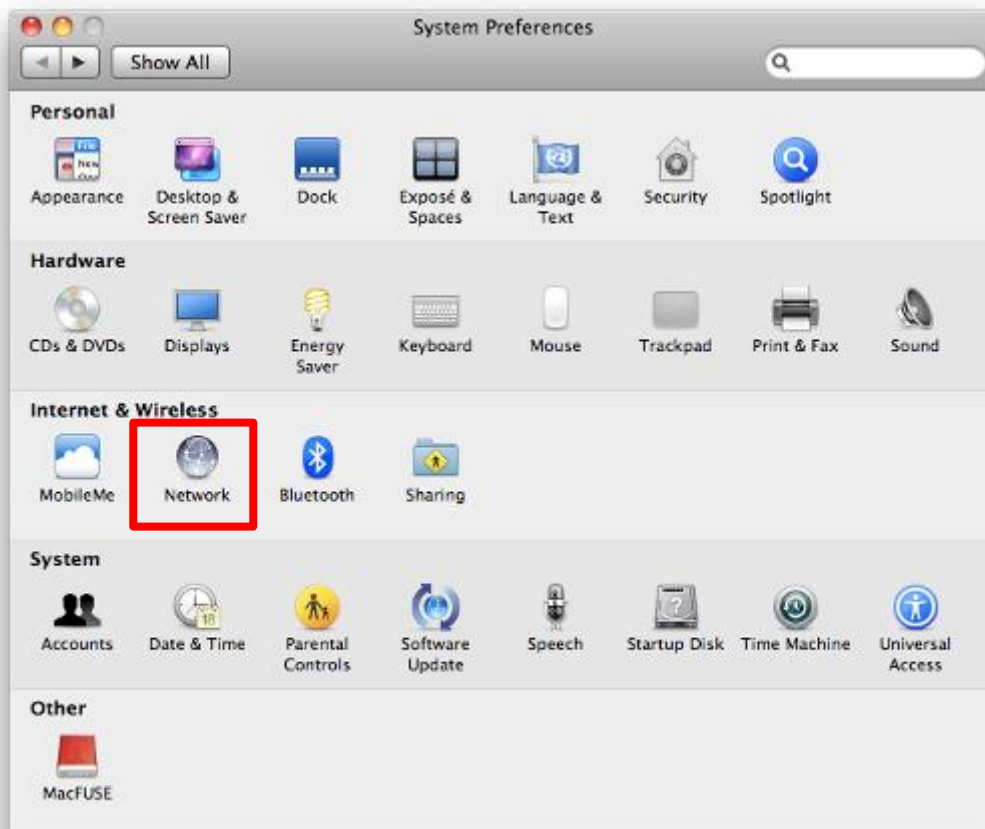 System Preferences
Show All
Personal
Appearance
Desktop &
Screen Saver
Dock
Exposé &
Spaces
Language &
Text
Security
Spotlight
Hardware
CDs & DVDs
Displays
Energy
Saver
Keyboard
Mouse
Trackpad
Print & Fax
Sound
Internet & Wireless
MobileMe
Network
Bluetooth
Sharing
System
Accounts
18
Date & Time
Parental
Controls
Software
Update
Speech
?
Startup Disk
Time Machine
Universal
Access
Other
MacFUSE